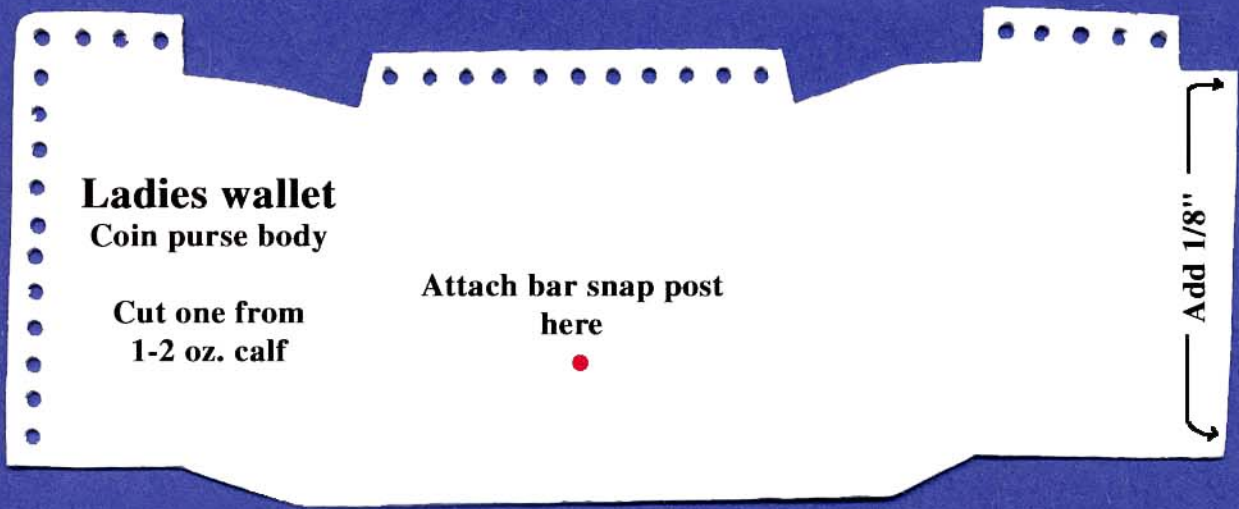 Ladies wallet
Coin purse body
Cut one from
1-2 oz. calf
Attach bar snap post
here
Add 1/8"